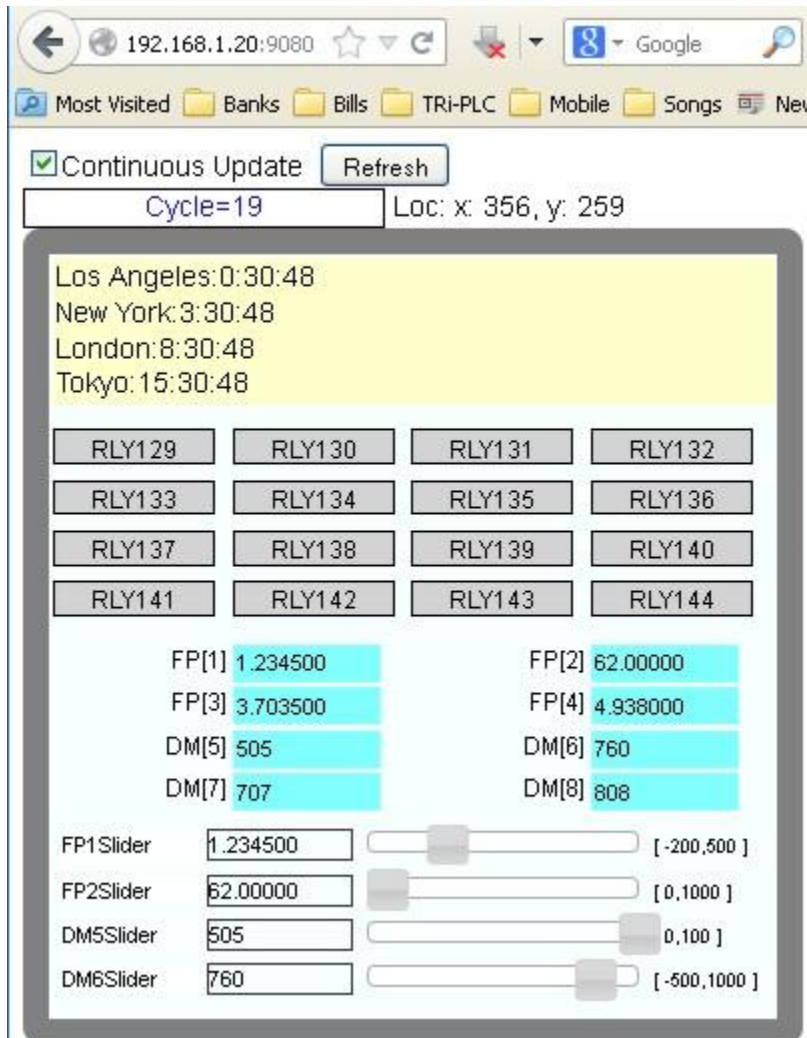 192.168.1.20:9080 Google
Most Visited Banks Bills TRi-PLC Mobile Songs
Continuous Update Refresh
Cycle=19 Loc: x: 356, y: 259
Los Angeles:0:30:48
New York:3:30:48
London:8:30:48
Tokyo:15:30:48
RLY129 RLY130 RLY131 RLY132
RLY133 RLY134 RLY135 RLY136
RLY137 RLY138 RLY139 RLY140
RLY141 RLY142 RLY143 RLY144
FP[1] 1.234500 FP[2] 62.00000
FP[3] 3.703500 FP[4] 4.938000
DM[5] 505 DM[6] 760
DM[7] 707 DM[8] 808
FP1Slider 1.234500 [ -200,500 ]
FP2Slider 62.00000 [ 0,1000 ]
DM5Slider 505 0,100 ]
DM6Slider 760 [ -500,1000 ]